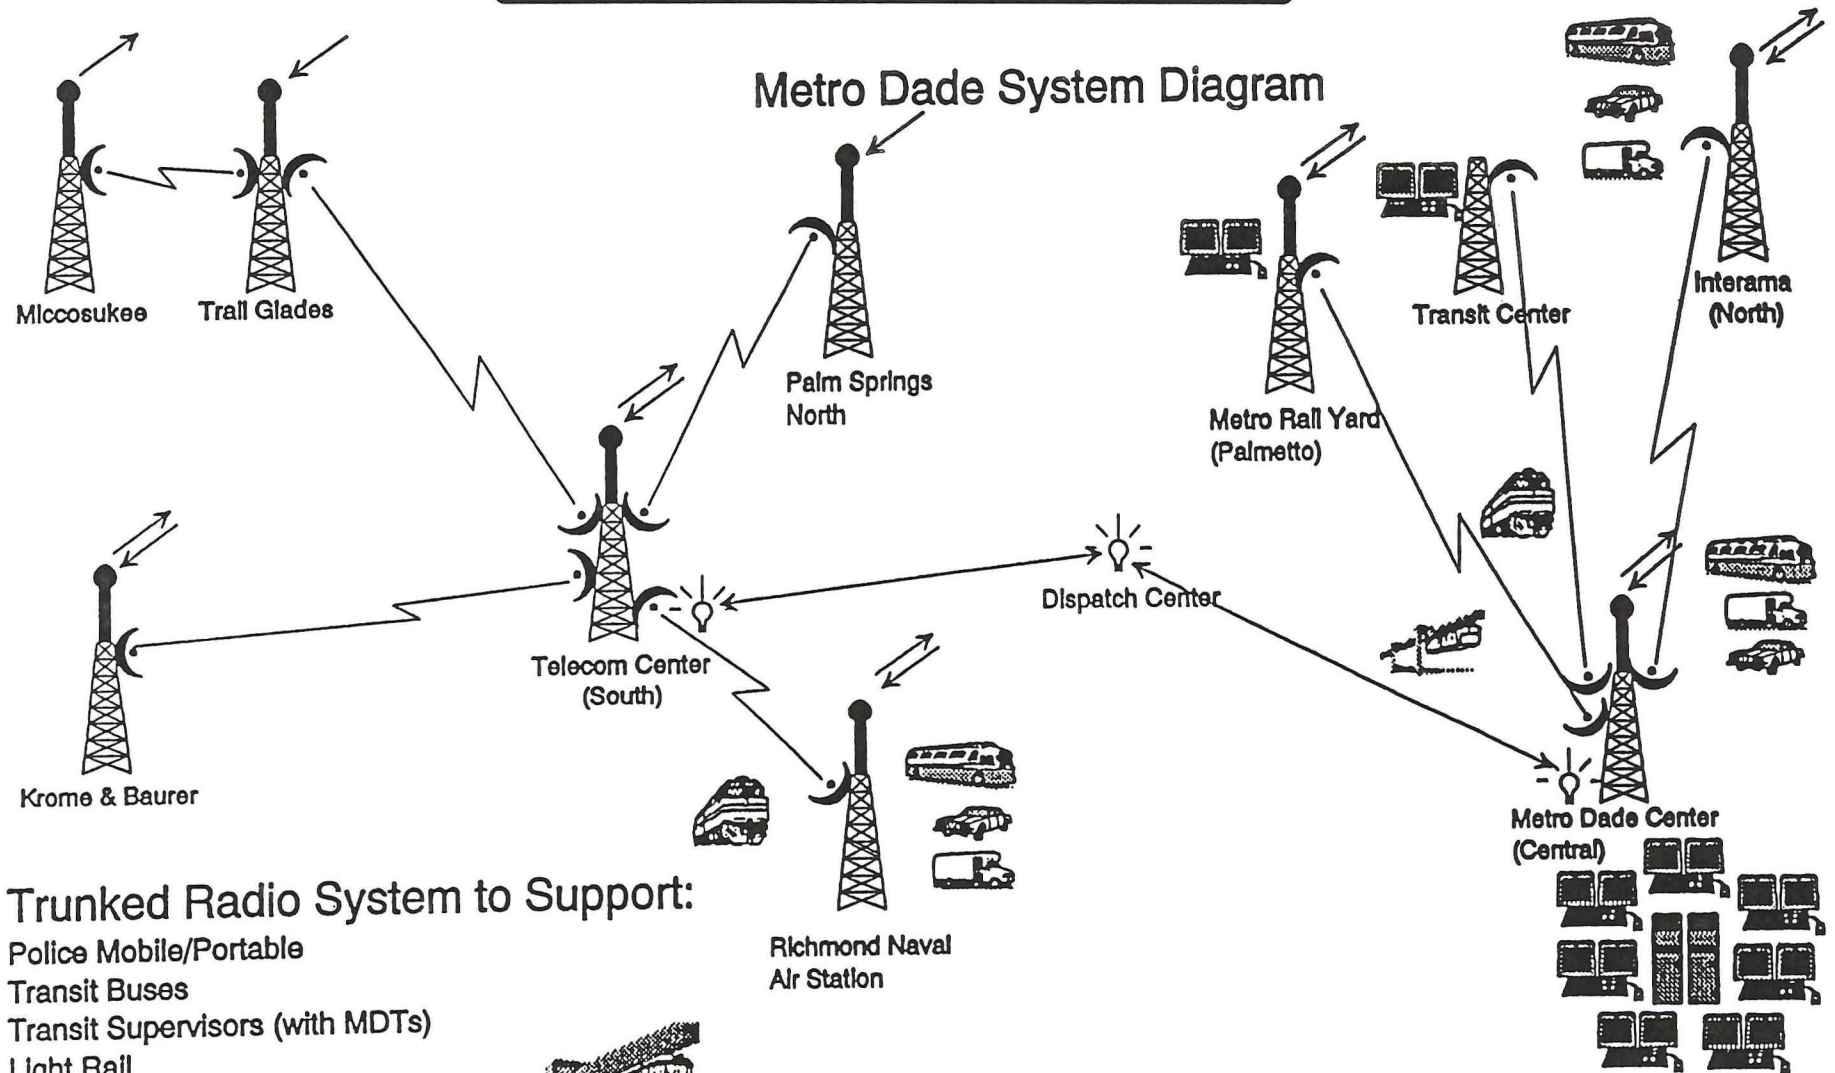 Metro Dade System Diagram
Miccosukee
Trail Glades
Palm Springs
North
Metro Rail Yard
(Palmetto)
Transit Center
Interama
(North)
Krome & Baurer
Telecom Center
(South)
Dispatch Center
Richmond Naval
Air Station
Metro Dade Center
(Central)
Trunked Radio System to Support:
Police Mobile/Portable
Transit Buses
Transit Supervisors (with MDTs)
Light Rail